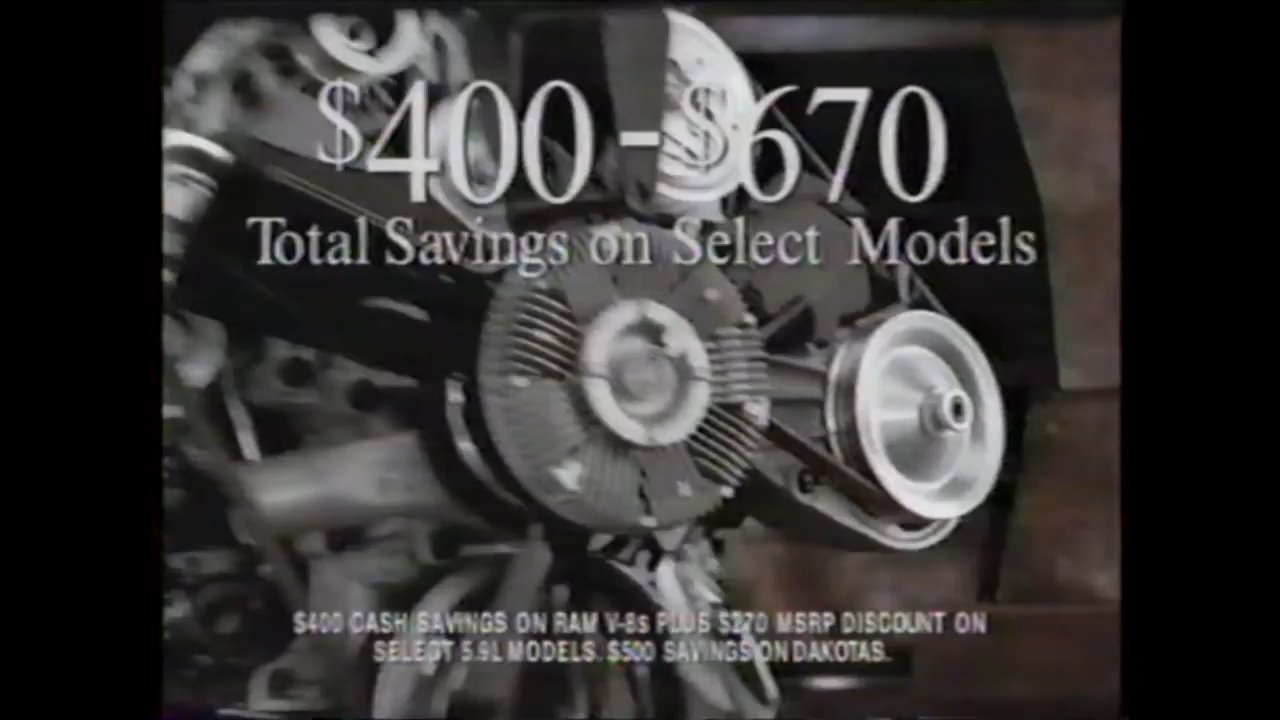 $400 - $670
Total Savings on Select Models
$400 CASH SAVINGS ON RAM V-8s PLUS $270 MSRP DISCOUNT ON
SELECT 5.9L MODELS. $500 SAVINGS ON DAKOTAS.